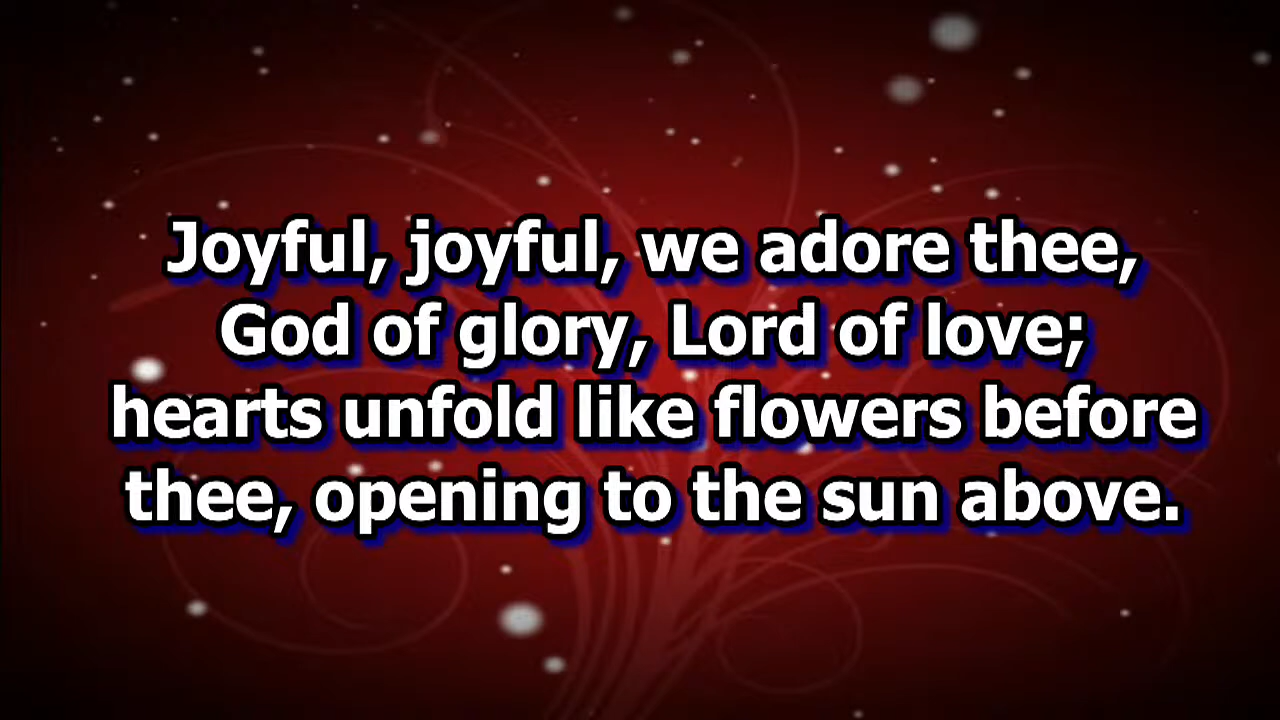 Joyful, joyful, we adore thee,
God of glory, Lord of love;
hearts unfold like flowers before
thee, opening to the sun above.